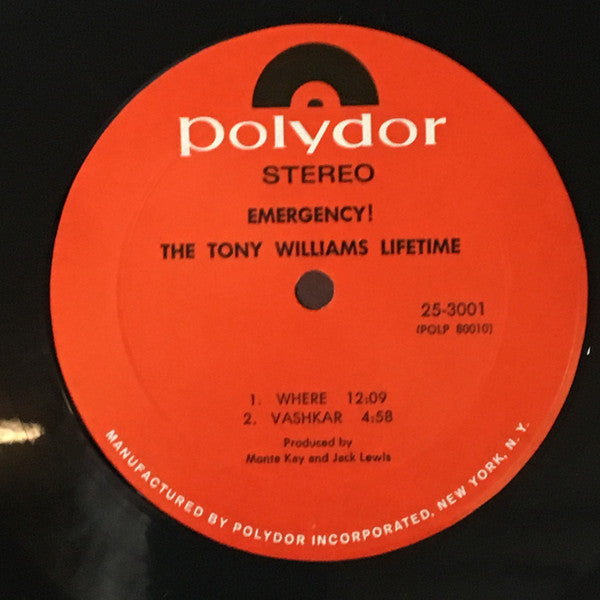 polydor
STEREO
EMERGENCY!
THE TONY WILLIAMS LIFETIME
25-3001
(POLP 80010)
1. WHERE 12:09
2. VASHKAR 4:58
Produced by
Monte Kay and Jack Lewis
MANUFACTURED BY POLYDOR INCORPORATED, NEW YORK, N. Y.